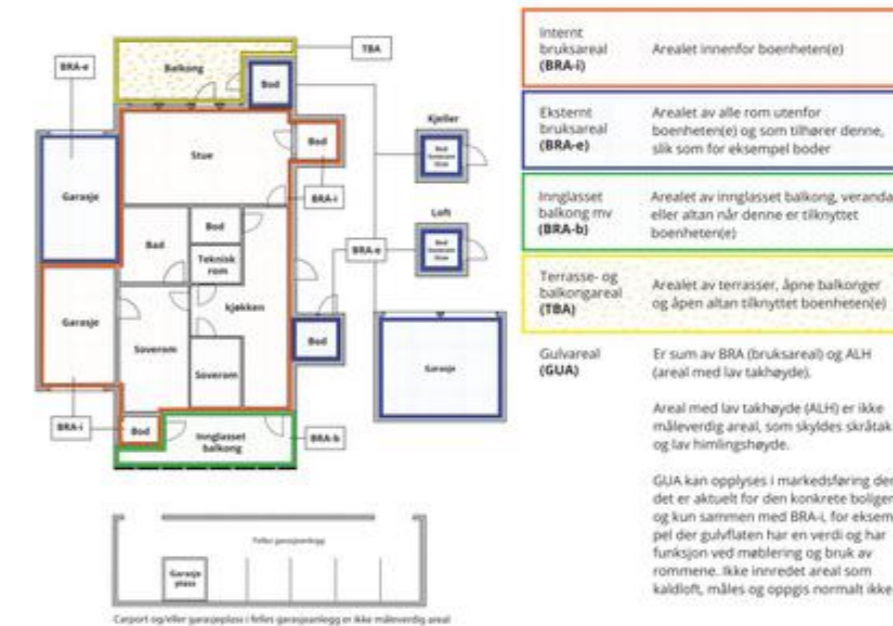 TBA
BRA-e
Balkong
Bod
Kjeller
Bod
Stue
BRA-i
Garasje
Loft
Bod
Bad
Teknisk
rom
BRA-e
kjøkken
Garasje
Soverom
Bod
Garasje
Soverom
BRA-i
Bod
Innglasset
balkong
BRA-b
Felles garasjeanlegg
Garasje
plass
Carport og/eller garasjeplass i felles garasjeanlegg er ikke måleverdig areal
Internt
bruksareal
(BRA-i)
Arealet innenfor boenheten(e)
Eksternt
bruksareal
(BRA-e)
Arealet av alle rom utenfor
boenheten(e) og som tilhører denne,
slik som for eksempel boder
Innglasset
balkong mv
(BRA-b)
Arealet av innglasset balkong, veranda
eller altan når denne er tilknyttet
boenheten(e)
Terrasse- og
balkongareal
(TBA)
Arealet av terrasser, åpne balkonger
og åpen altan tilknyttet boenheten(e)
Gulvareal
(GUA)
Er sum av BRA (bruksareal) og ALH
(areal med lav takhøyde).
Areal med lav takhøyde (ALH) er ikke
måleverdig areal, som skyldes skråtak
og lav himlingshøyde.
GUA kan opplyses i markedsføring der
det er aktuelt for den konkrete boligen
og kun sammen med BRA-i, for eksem
pel der gulvflaten har en verdi og har
funksjon ved møblering og bruk av
rommene. Ikke innredet areal som
kaldloft, måles og oppgis normalt ikke